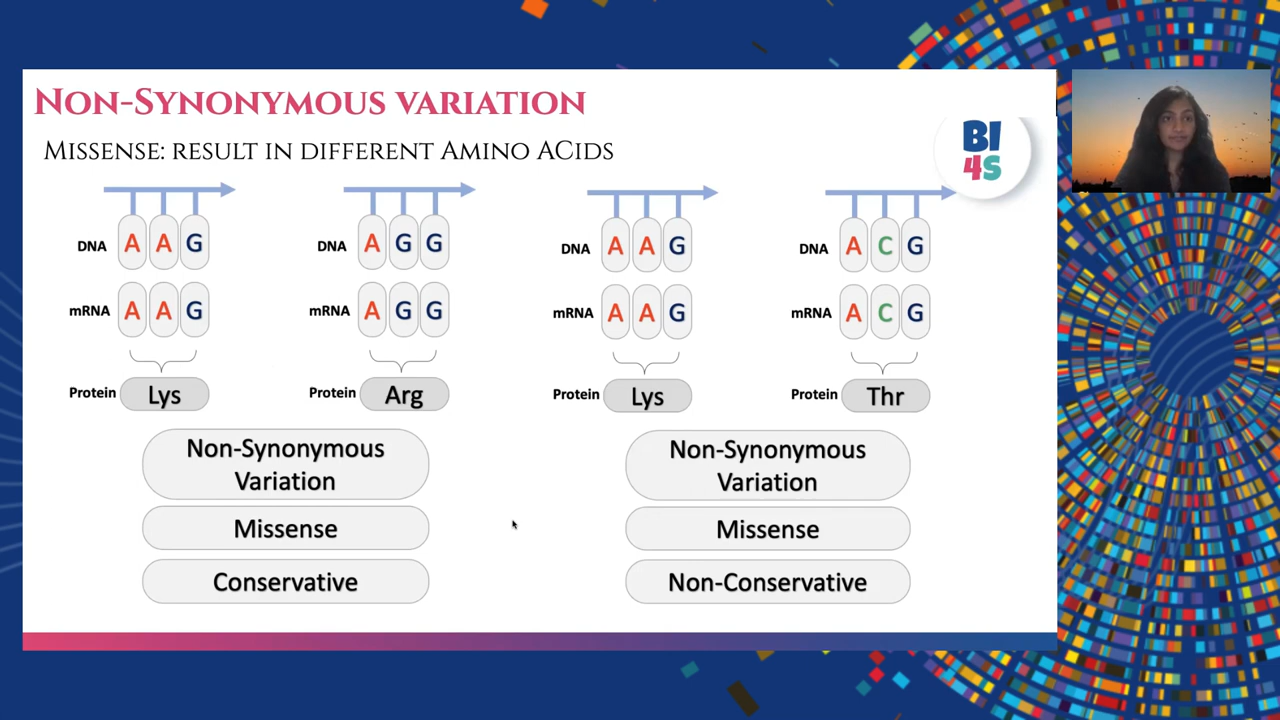 NON-SYNONYMOUS VARIATION
MISSENSE: RESULT IN DIFFERENT AMINO ACIDS
BI
4S
DNA A A G
mRNA A A G
Protein Lys
DNA A G G
mRNA A G G
Protein Arg
Non-Synonymous
Variation
Missense
Conservative
DNA A A G
mRNA A A G
Protein Lys
DNA A C G
mRNA A C G
Protein Thr
Non-Synonymous
Variation
Missense
Non-Conservative